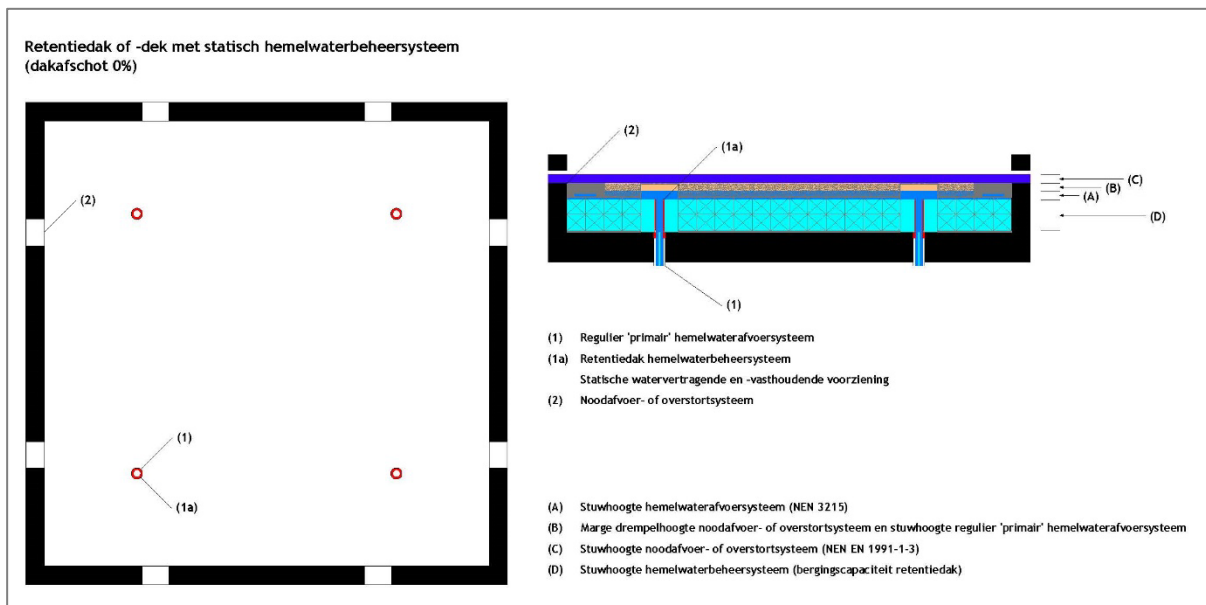 Retentiedak of -dek met statisch hemelwaterbeheersysteem
(dakafschot 0%)
(2)
(2)
(1)
(1a)
(2)
(1a)
(C)
(B)
(A)
(D)
(1)
(1) Regulier 'primair' hemelwaterafvoersysteem
(1a) Retentiedak hemelwaterbeheersysteem
Statische watervertragende en -vasthoudende voorziening
(2) Noodafvoer- of overstortsysteem
(A) Stuwhoogte hemelwaterafvoersysteem (NEN 3215)
(B) Marge drempelhoogte noodafvoer- of overstortsysteem en stuwhoogte regulier 'primair' hemelwaterafvoersysteem
(C) Stuwhoogte noodafvoer- of overstortsysteem (NEN EN 1991-1-3)
(D) Stuwhoogte hemelwaterbeheersysteem (bergingscapaciteit retentiedak)